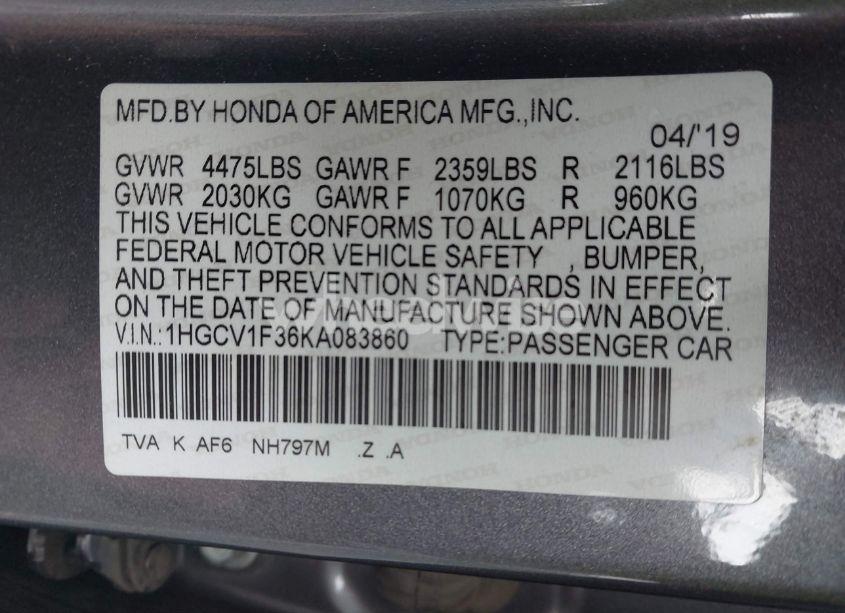 MFD.BY HONDA OF AMERICA MFG.,INC.
04/'19
GVWR 4475LBS GAWR F 2359LBS R 2116LBS
GVWR 2030KG GAWR F 1070KG R 960KG
THIS VEHICLE CONFORMS TO ALL APPLICABLE
FEDERAL MOTOR VEHICLE SAFETY , BUMPER,
AND THEFT PREVENTION STANDARDS IN EFFECT
ON THE DATE OF MANUFACTURE SHOWN ABOVE.
V.I.N.:1HGCV1F36KA083860 TYPE:PASSENGER CAR
TVA K AF6 NH797M .Z .A